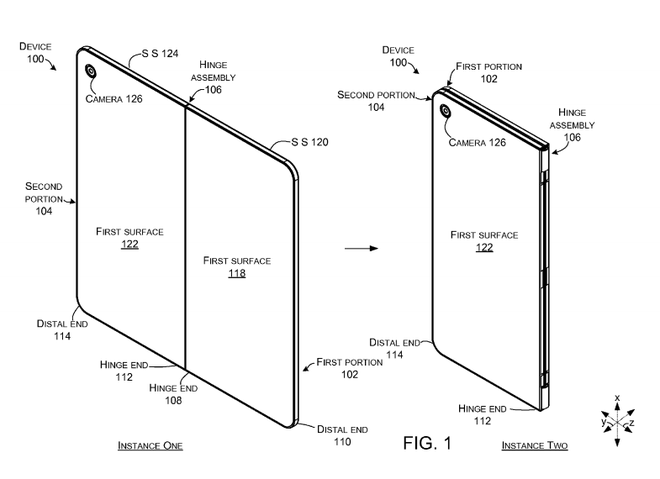 DEVICE
100
S S 124
HINGE
ASSEMBLY
106
CAMERA 126
S S 120
SECOND
PORTION
104
FIRST SURFACE
122
FIRST SURFACE
118
DISTAL END
114
HINGE END
112
HINGE END
108
FIRST PORTION
102
DISTAL END
110
INSTANCE ONE
DEVICE
100
FIRST PORTION
102
SECOND PORTION
104
HINGE
ASSEMBLY
106
CAMERA 126
FIRST SURFACE
122
DISTAL END
114
HINGE END
112
INSTANCE TWO
FIG. 1
x
y
z